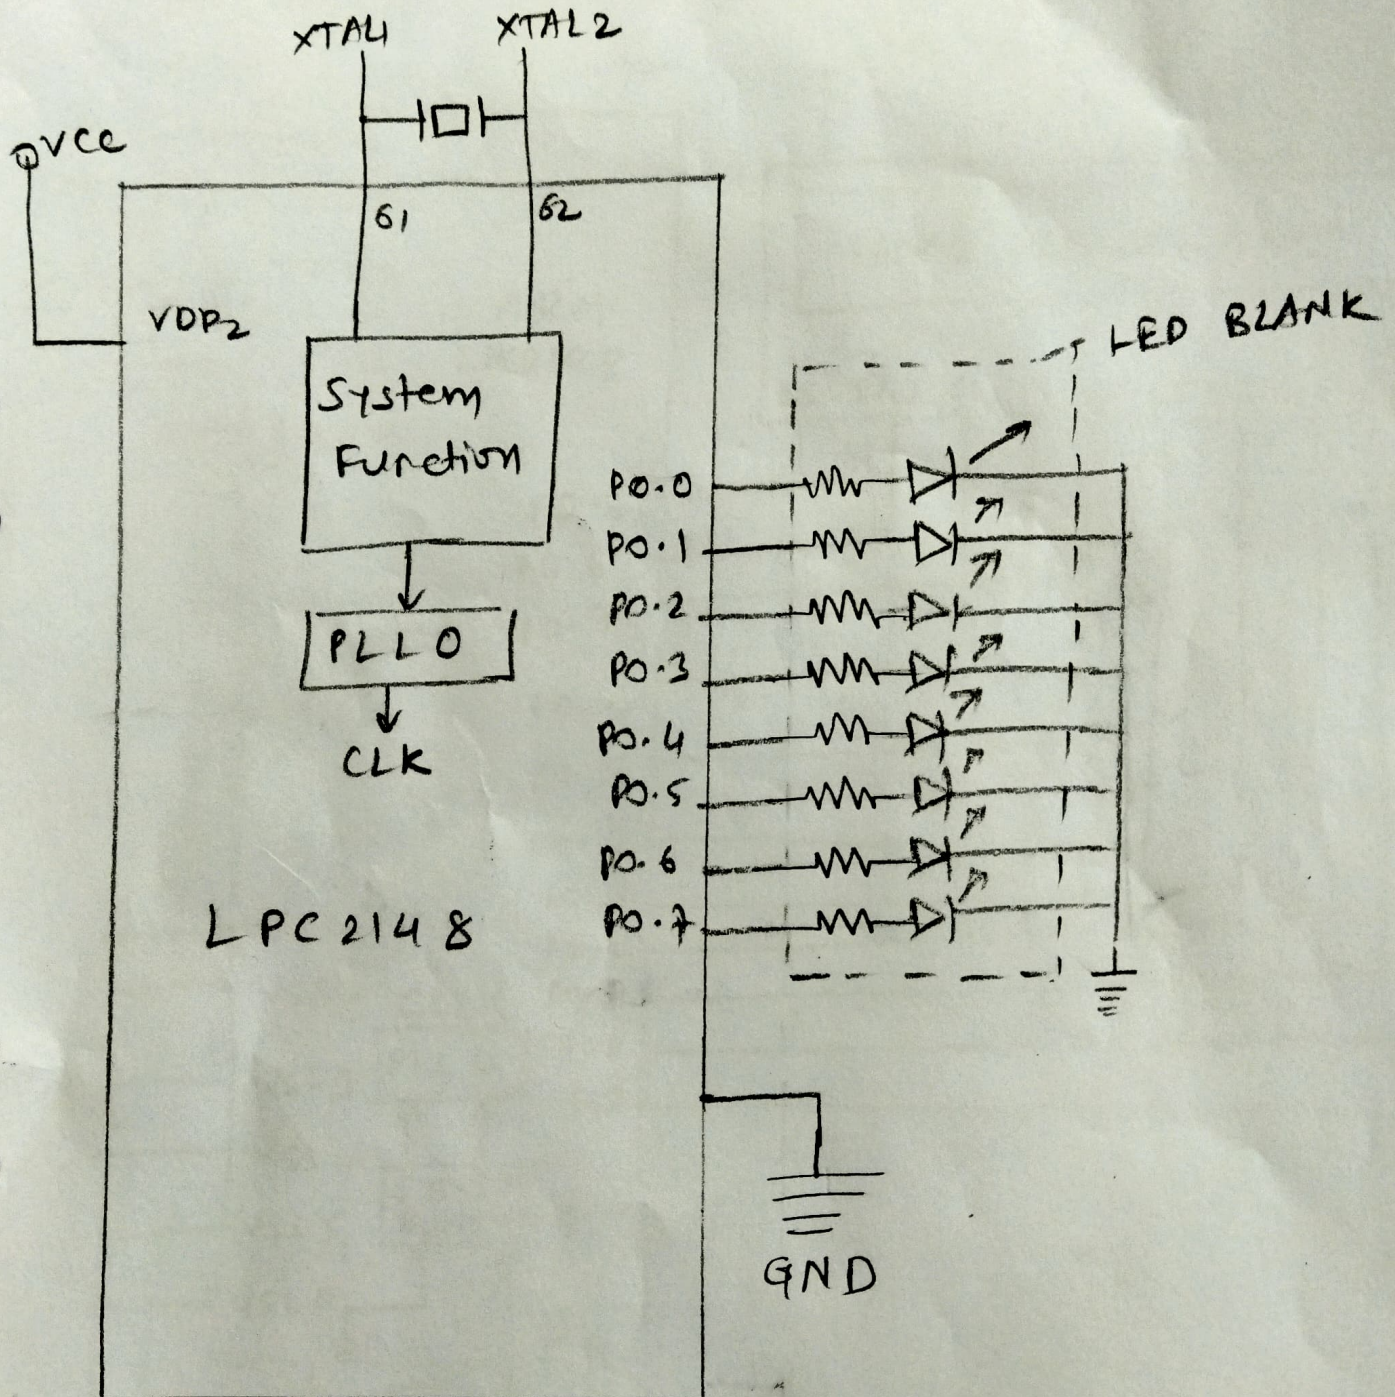 XTAL1 XTAL2
VCC
61 62
VDP2
LED BLANK
System
Function
P0.0
P0.1
P0.2
PLL0
P0.3
P0.4
CLK
P0.5
P0.6
LPC2148
P0.7
GND